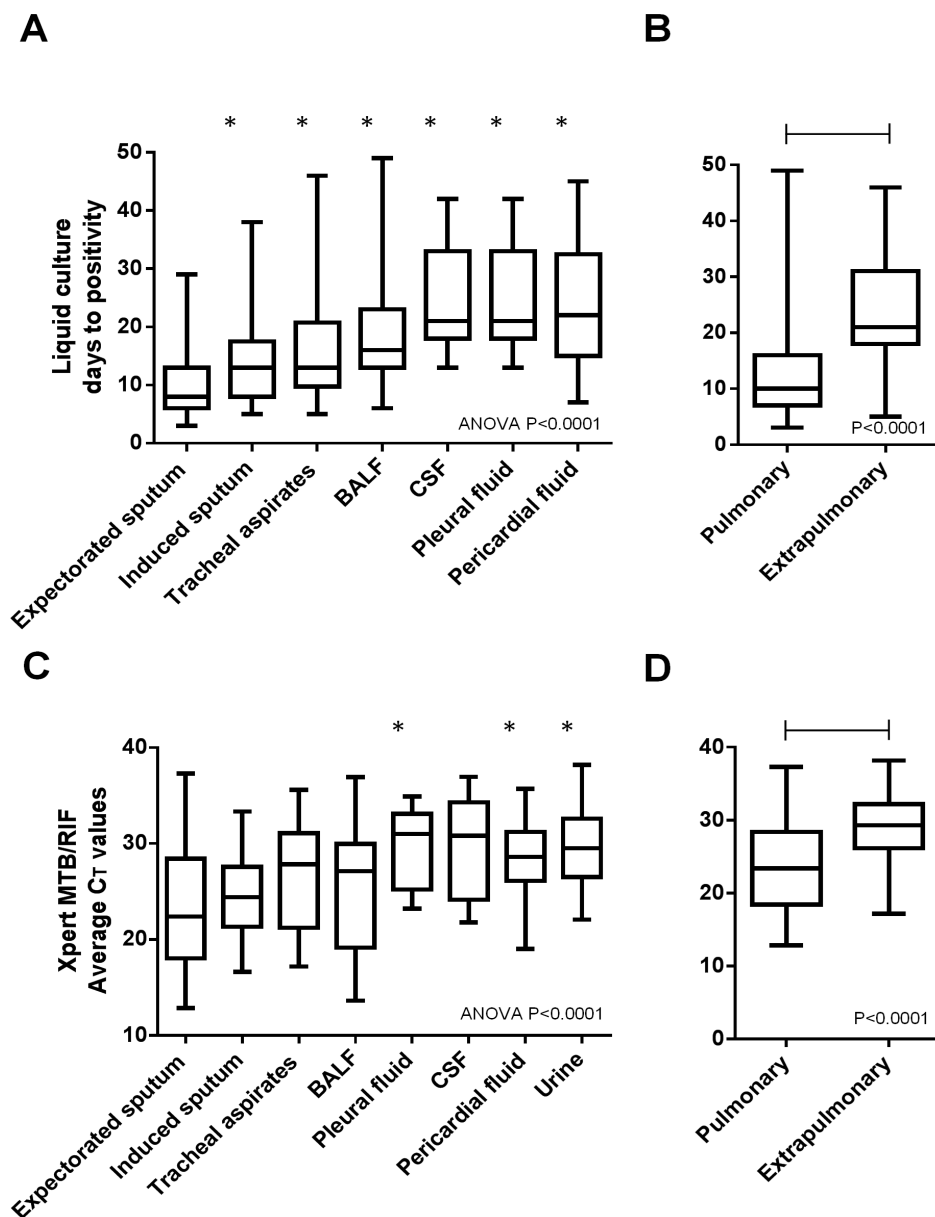 A
B
* * * * * *
50
40
30
20
10
0
Liquid culture
days to positivity
ANOVA P<0.0001
Expectorated sputum
Induced sputum
Tracheal aspirates
BALF
CSF
Pleural fluid
Pericardial fluid
50
40
30
20
10
0
P<0.0001
Pulmonary
Extrapulmonary
C
D
* * *
40
30
20
10
Xpert MTB/RIF
Average CT values
ANOVA P<0.0001
Expectorated sputum
Induced sputum
Tracheal aspirates
BALF
Pleural fluid
CSF
Pericardial fluid
Urine
40
30
20
10
0
P<0.0001
Pulmonary
Extrapulmonary